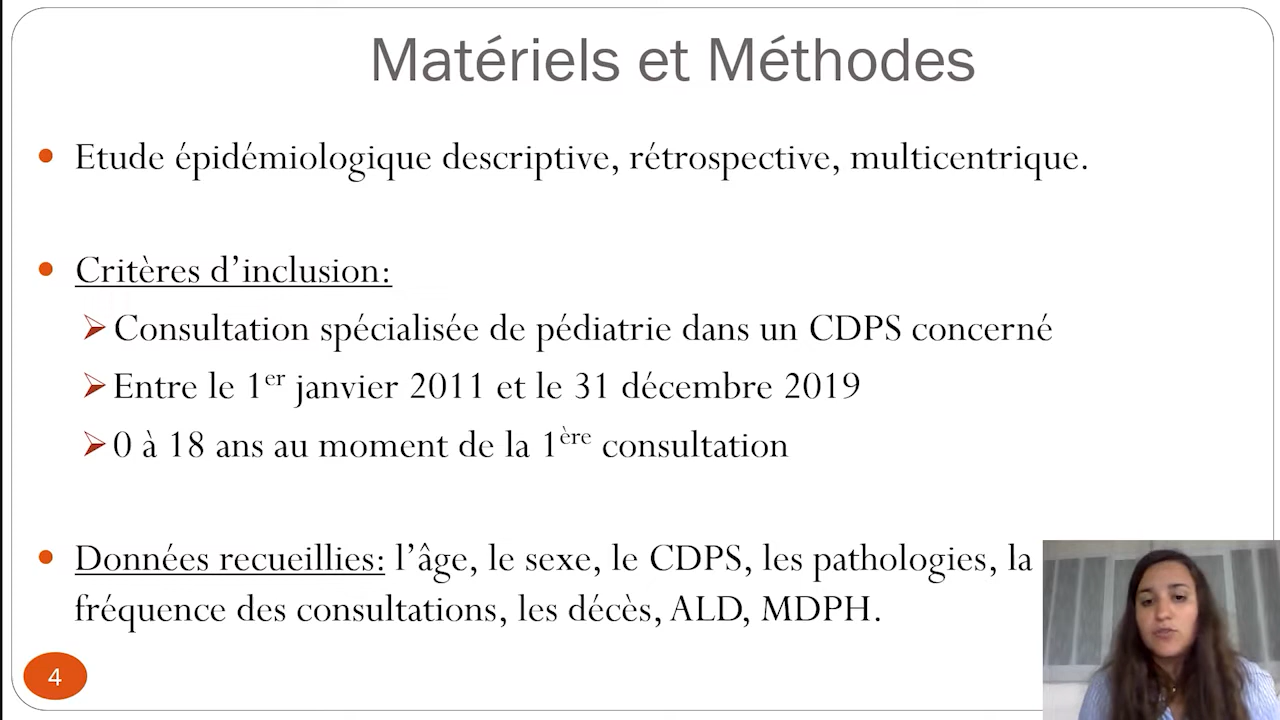 Matériels et Méthodes
Etude épidémiologique descriptive, rétrospective, multicentrique.
Critères d’inclusion:
Consultation spécialisée de pédiatrie dans un CDPS concerné
Entre le 1er janvier 2011 et le 31 décembre 2019
0 à 18 ans au moment de la 1ère consultation
Données recueillies: l’âge, le sexe, le CDPS, les pathologies, la
fréquence des consultations, les décès, ALD, MDPH.
4